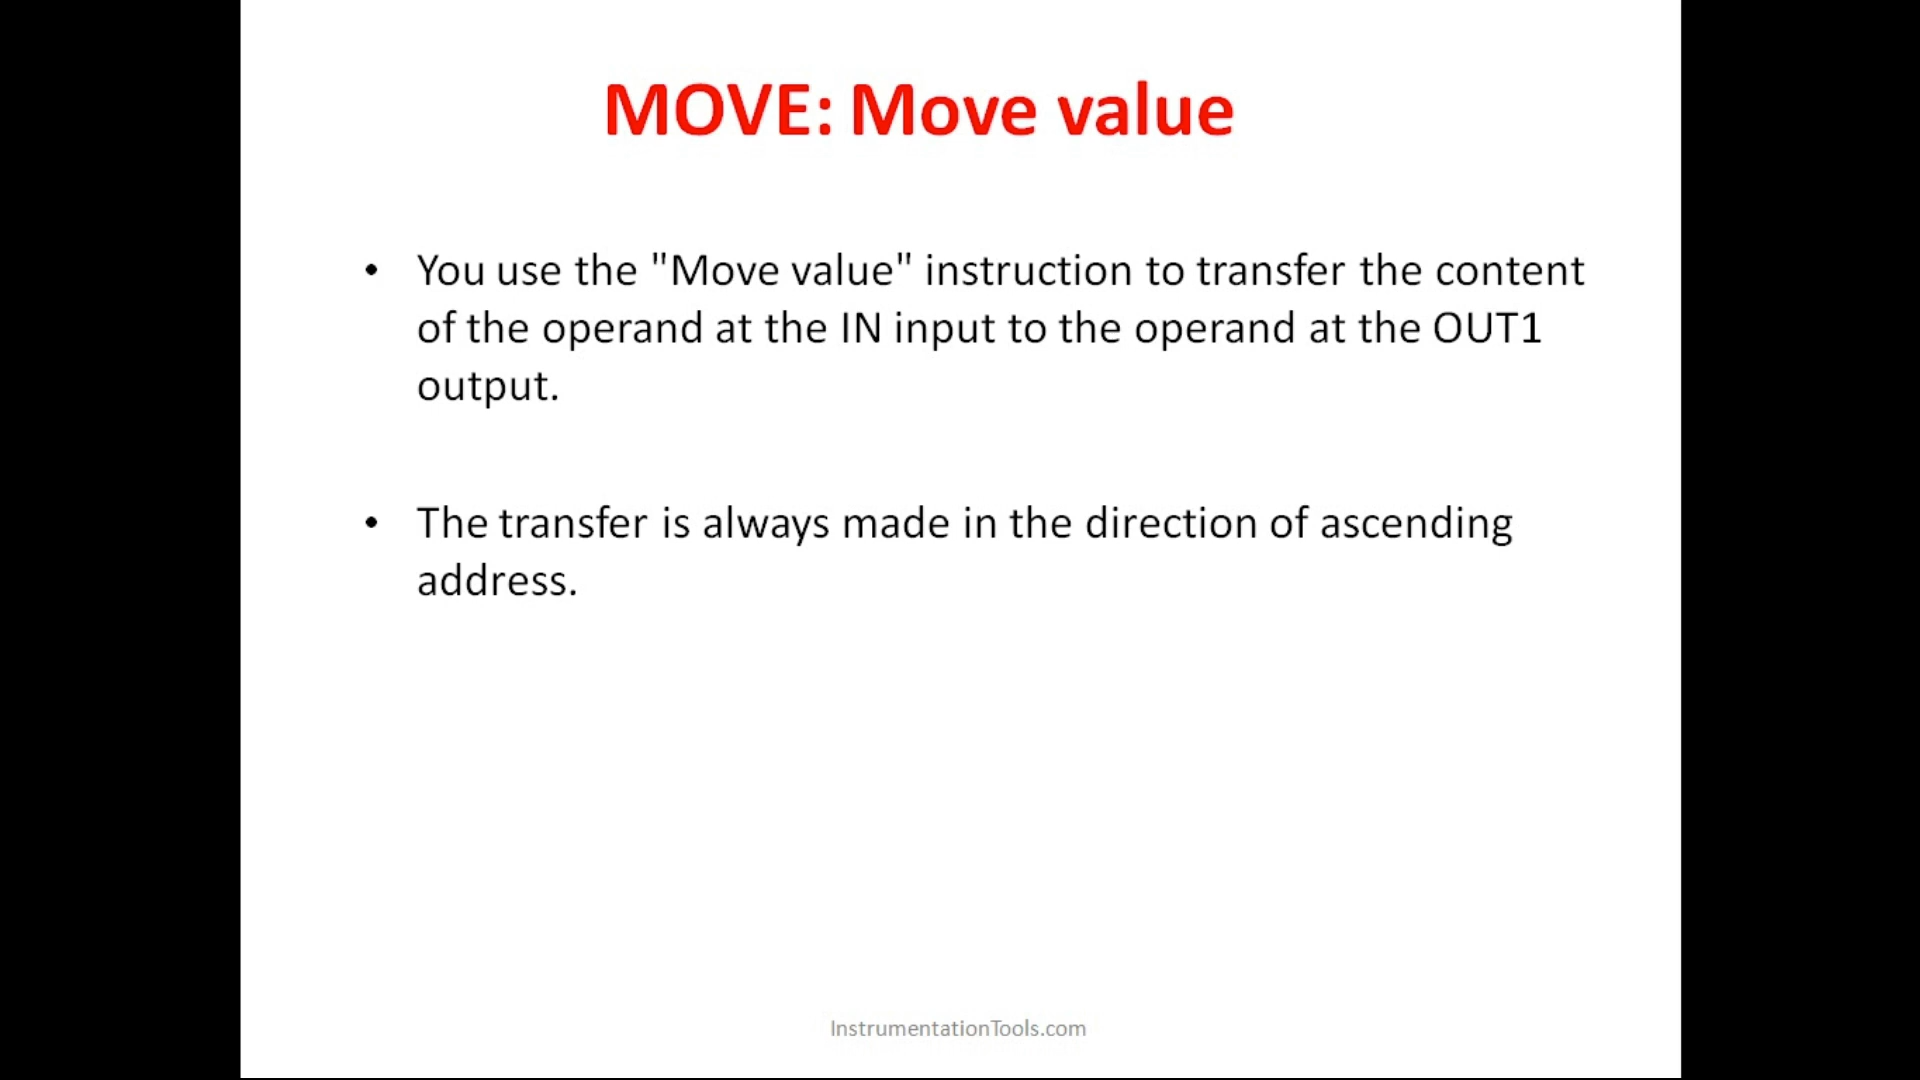 MOVE: Move value
• You use the "Move value" instruction to transfer the content
of the operand at the IN input to the operand at the OUT1
output.
• The transfer is always made in the direction of ascending
address.
InstrumentationTools.com